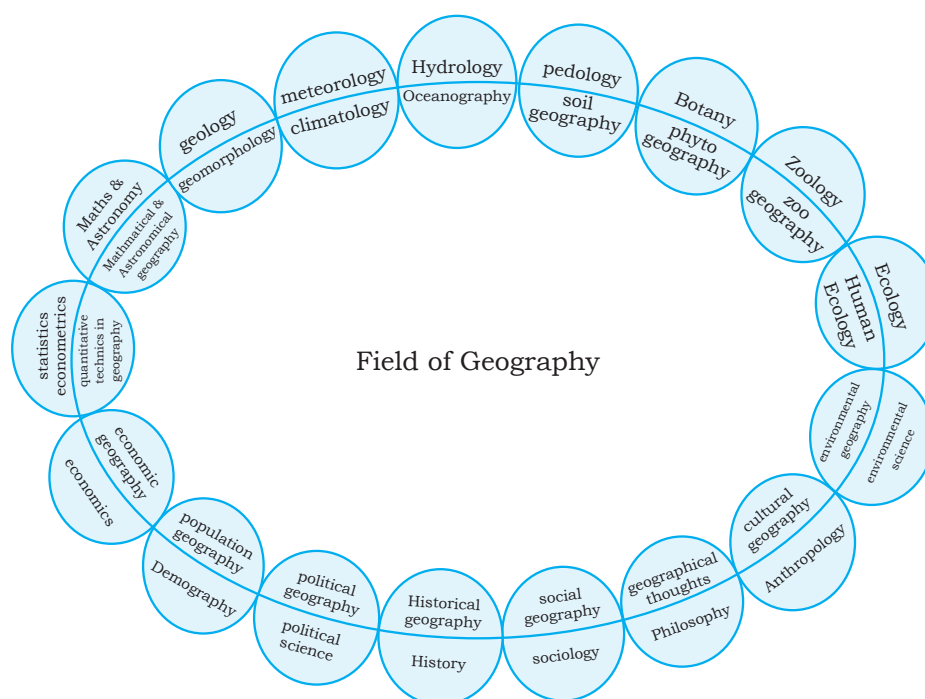 Hydrology
Oceanography
pedology
soil
geography
Botany
phyto
geography
Zoology
zoo
geography
Ecology
Human
Ecology
environmental
geography
environmental
science
cultural
geography
Anthropology
geographical
thoughts
Philosophy
social
geography
sociology
Historical
geography
History
political
geography
political
science
population
geography
Demography
economic
geography
economics
statistics
econometrics
quantitative
technics in
geography
Maths &
Astronomy
Mathmatical &
Astronomical
geography
geology
geomorphology
meteorology
climatology
Field of Geography